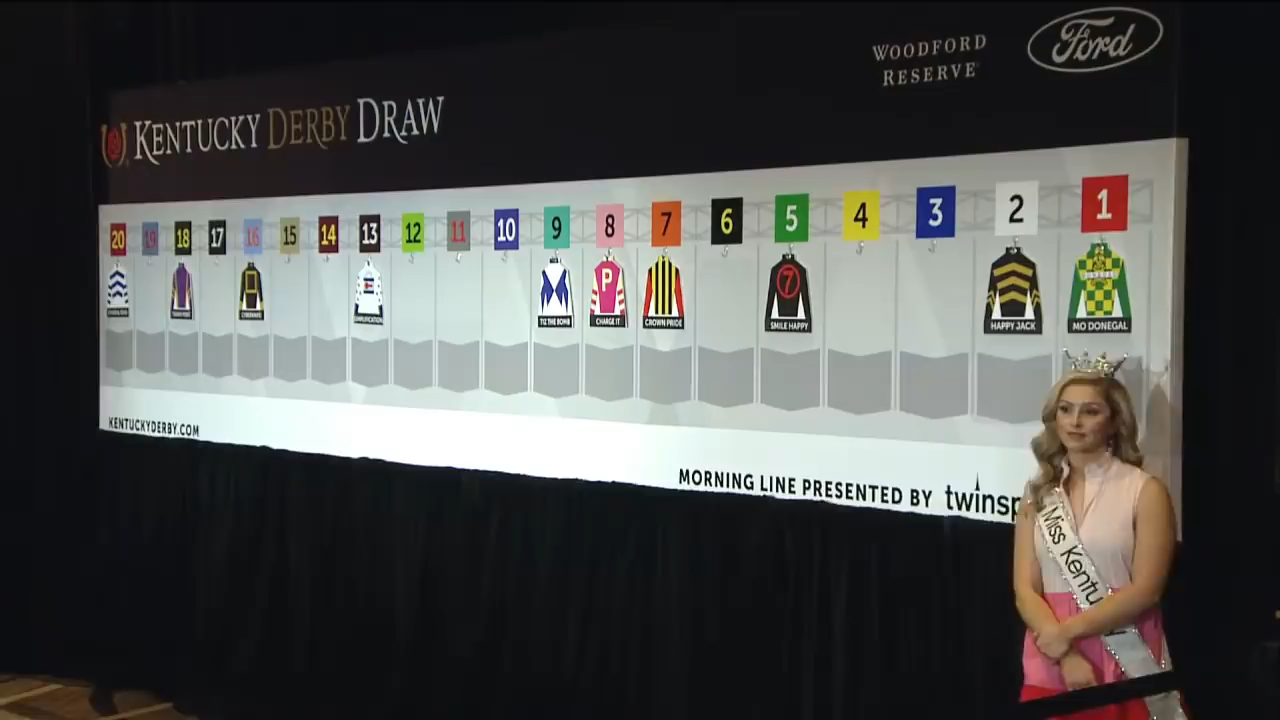 WOODFORD
RESERVE
Ford
KENTUCKY DERBY DRAW
20 19 18 17 16 15 14 13 12 11 10 9 8 7 6 5 4 3 2 1
P
7
TIZ THE BOMB
CHARGE IT
CROWN PRIDE
SMILE HAPPY
HAPPY JACK
MO DONEGAL
KENTUCKYDERBY.COM
MORNING LINE PRESENTED BY twinsp
Miss Kentu